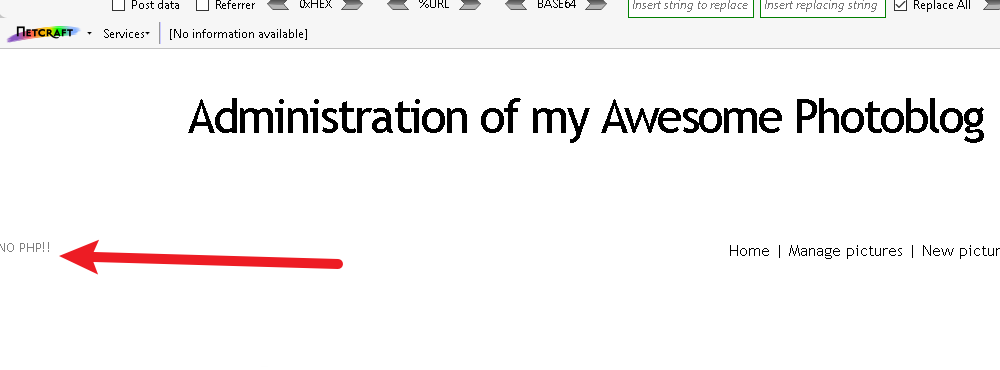 Post data Referrer 0xHEX %URL BASE64 Insert string to replace Insert replacing string Replace All
NETCRAFT Services [No information available]
Administration of my Awesome Photoblog
NO PHP!!
Home | Manage pictures | New pictur